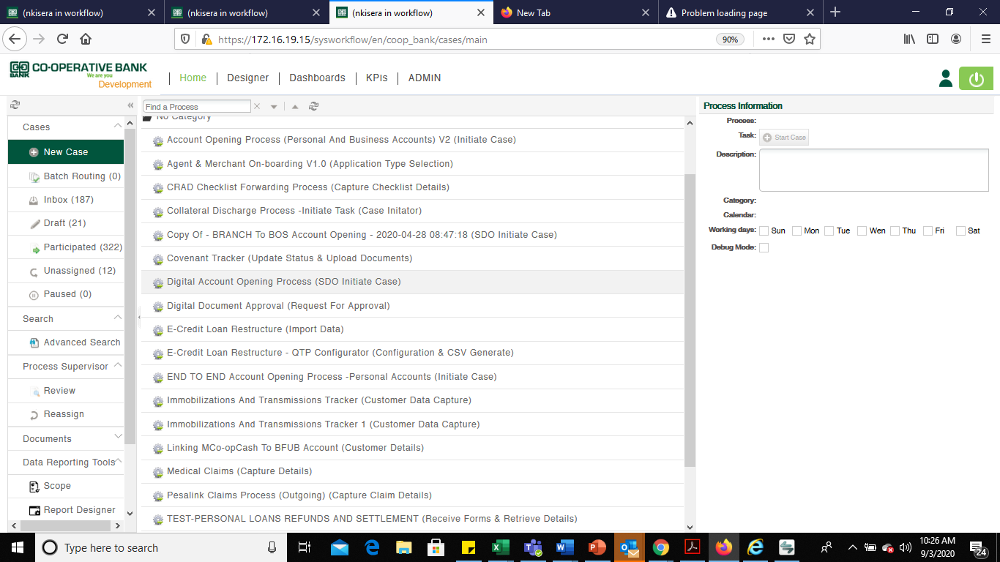 (nkisera in workflow)
(nkisera in workflow)
(nkisera in workflow)
New Tab
Problem loading page
https://172.16.19.15/sysworkflow/en/coop_bank/cases/main
90%
CO-OPERATIVE BANK
BANK
We are you
Development
Home
Designer
Dashboards
KPIs
ADMIN
Cases
New Case
Batch Routing (0)
Inbox (187)
Draft (21)
Participated (322)
Unassigned (12)
Paused (0)
Search
Advanced Search
Process Supervisor
Review
Reassign
Documents
Data Reporting Tools
Scope
Report Designer
Find a Process
No Category
Account Opening Process (Personal And Business Accounts) V2 (Initiate Case)
Agent & Merchant On-boarding V1.0 (Application Type Selection)
CRAD Checklist Forwarding Process (Capture Checklist Details)
Collateral Discharge Process -Initiate Task (Case Initator)
Copy Of - BRANCH To BOS Account Opening - 2020-04-28 08:47:18 (SDO Initiate Case)
Covenant Tracker (Update Status & Upload Documents)
Digital Account Opening Process (SDO Initiate Case)
Digital Document Approval (Request For Approval)
E-Credit Loan Restructure (Import Data)
E-Credit Loan Restructure - QTP Configurator (Configuration & CSV Generate)
END TO END Account Opening Process -Personal Accounts (Initiate Case)
Immobilizations And Transmissions Tracker (Customer Data Capture)
Immobilizations And Transmissions Tracker 1 (Customer Data Capture)
Linking MCo-opCash To BFUB Account (Customer Details)
Medical Claims (Capture Details)
Pesalink Claims Process (Outgoing) (Capture Claim Details)
TEST-PERSONAL LOANS REFUNDS AND SETTLEMENT (Receive Forms & Retrieve Details)
Process Information
Process:
Task: Start Case
Description:
Category:
Calendar:
Working days: Sun Mon Tue Wen Thu Fri Sat
Debug Mode:
Type here to search
10:26 AM
9/3/2020
24